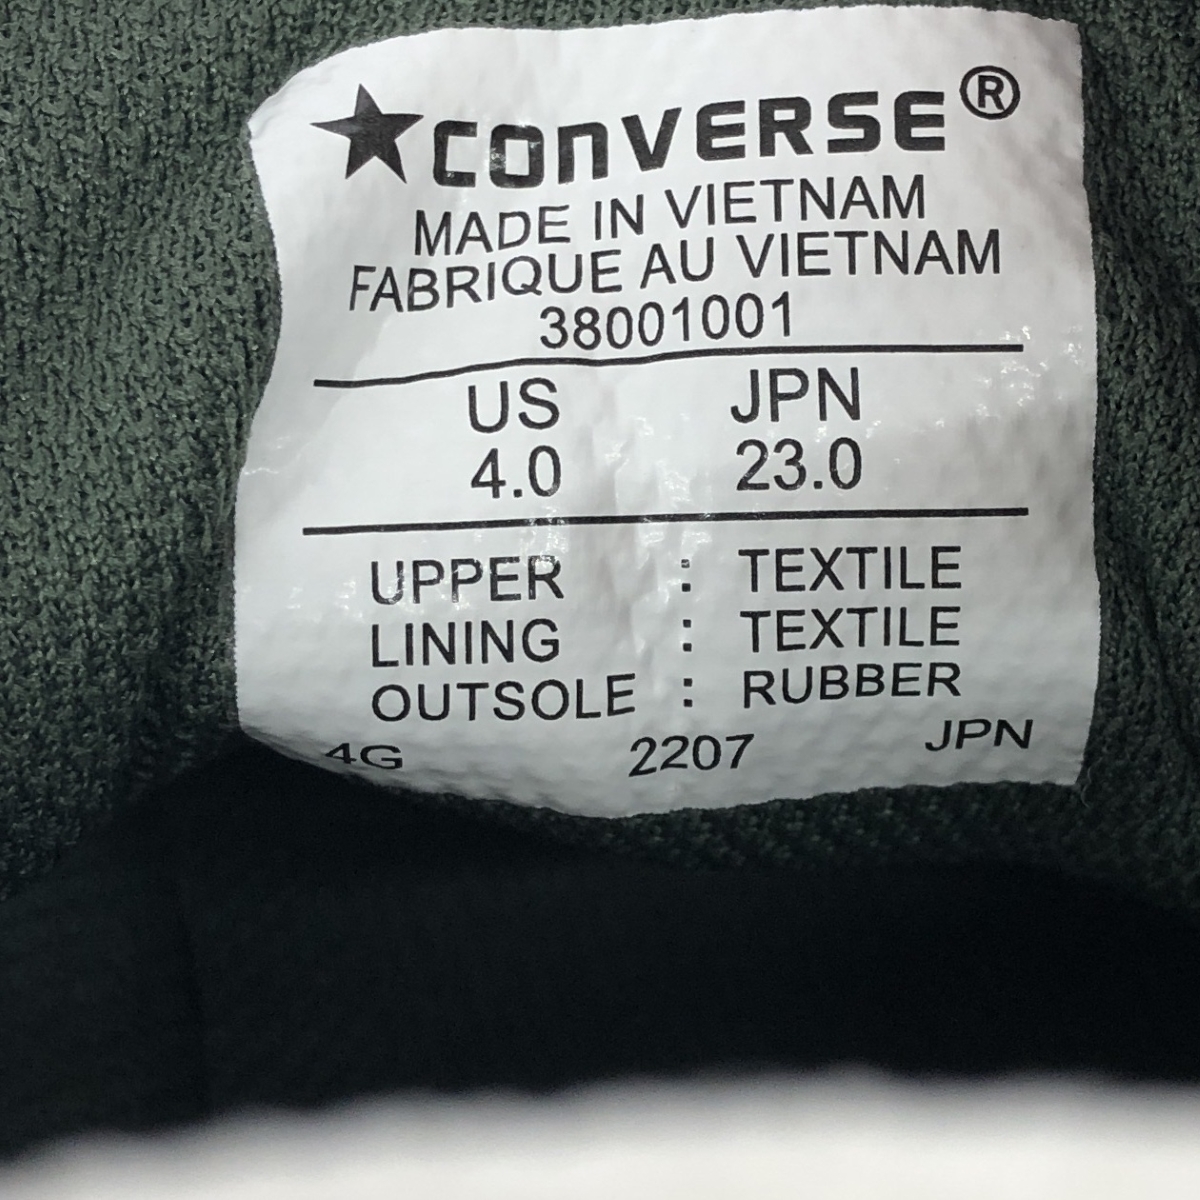 CONVERSE®
MADE IN VIETNAM
FABRIQUE AU VIETNAM
38001001
US JPN
4.0 23.0
UPPER : TEXTILE
LINING : TEXTILE
OUTSOLE : RUBBER
4G 2207 JPN